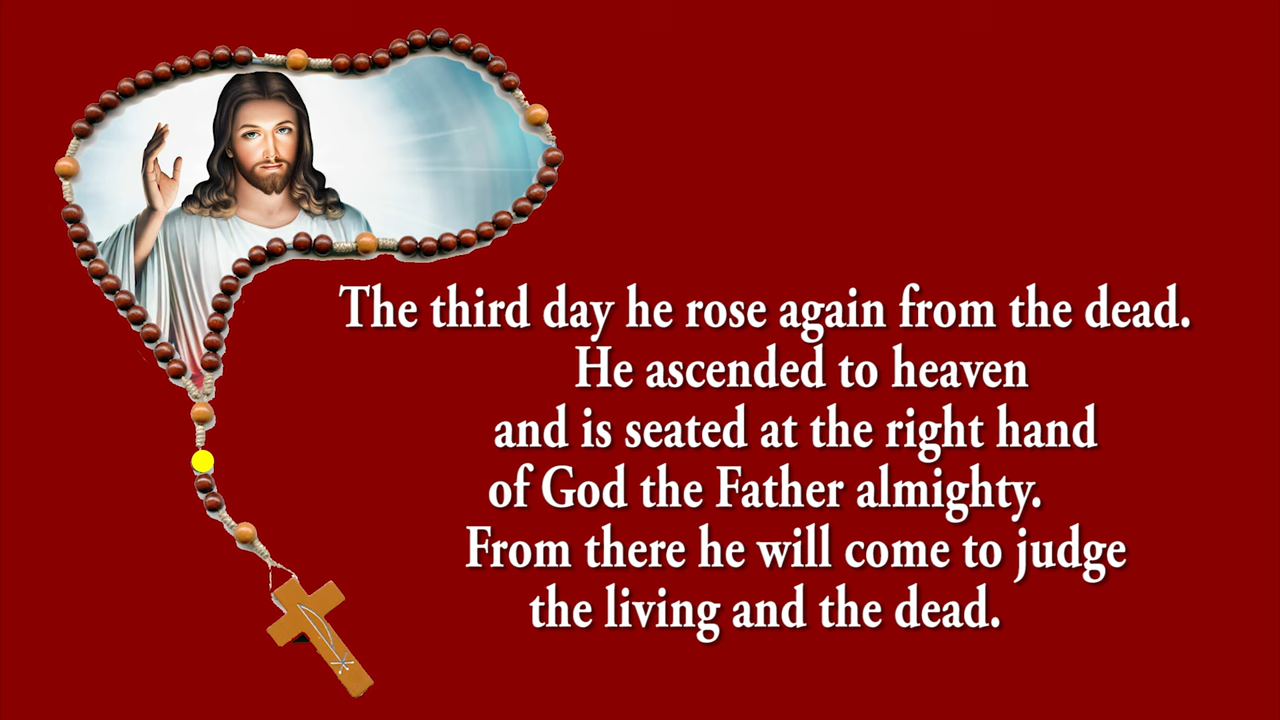 The third day he rose again from the dead.
He ascended to heaven
and is seated at the right hand
of God the Father almighty.
From there he will come to judge
the living and the dead.